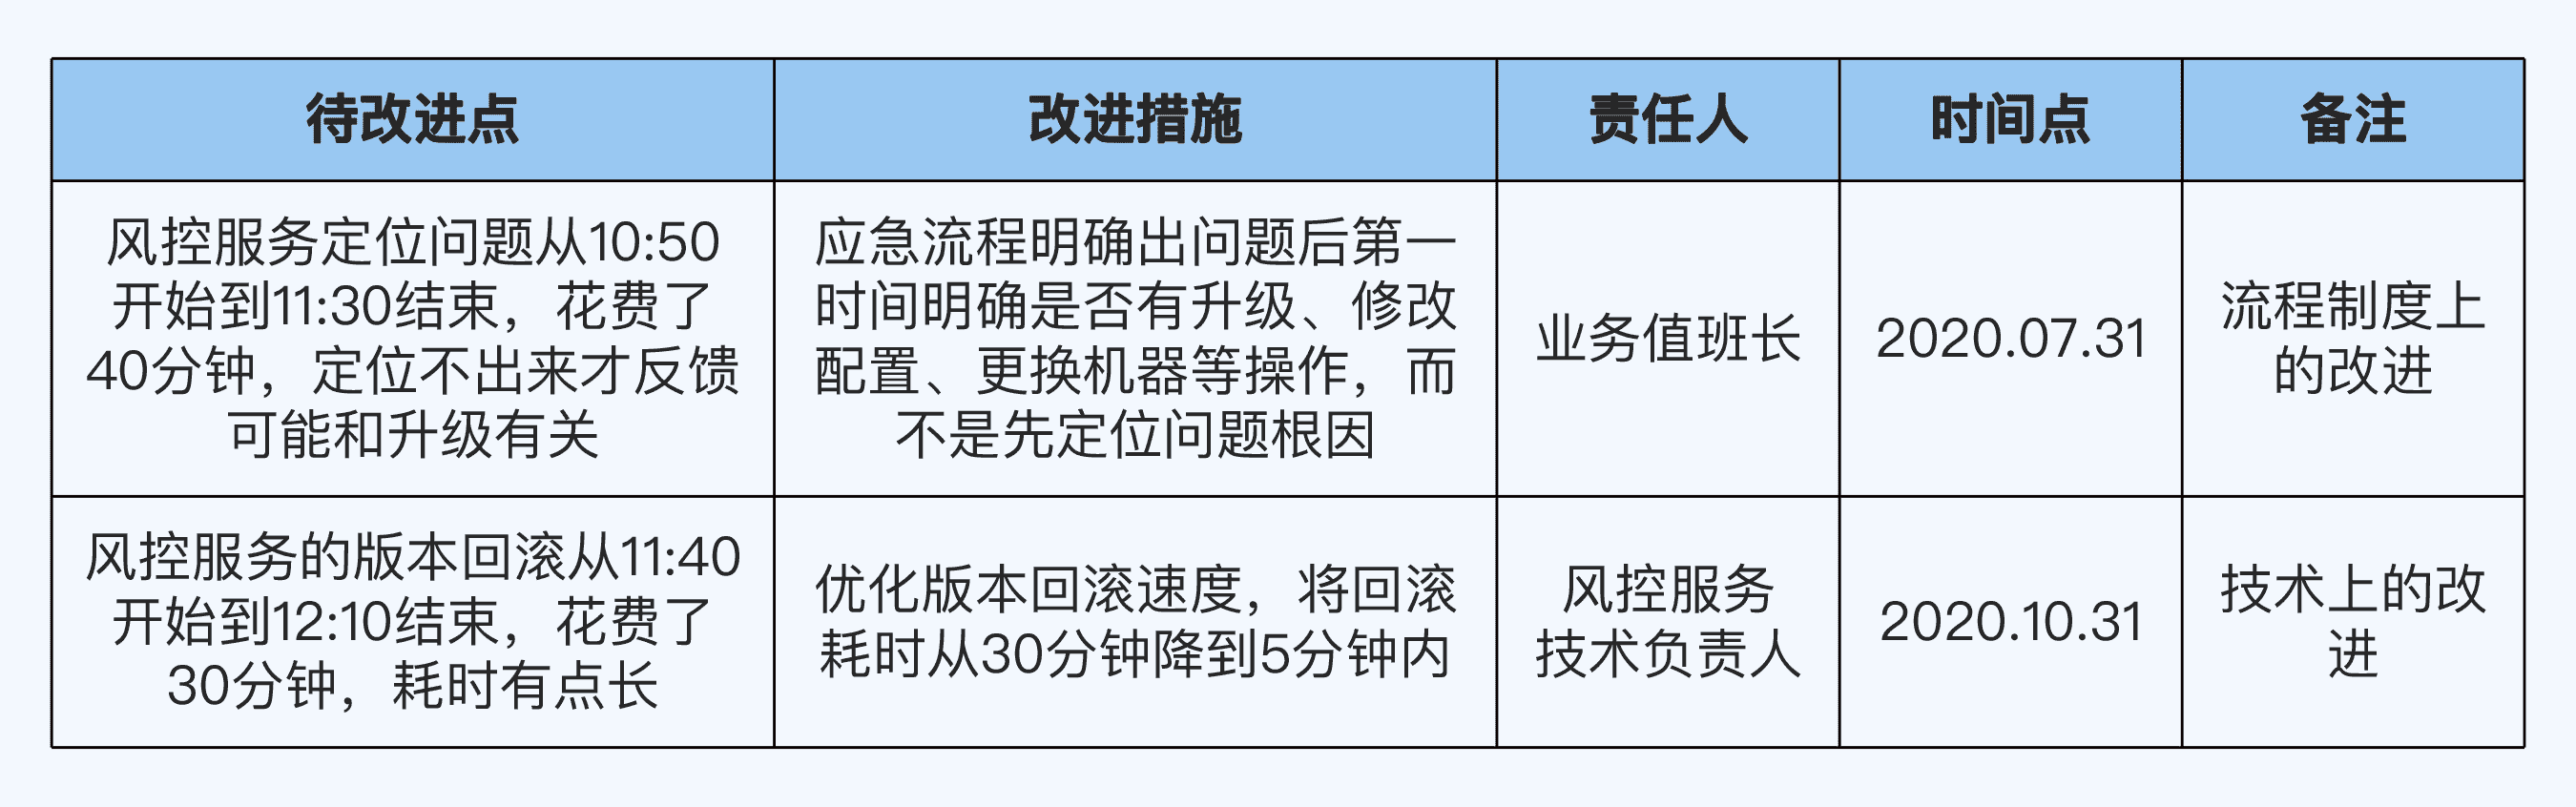 待改进点
改进措施
责任人
时间点
备注
风控服务定位问题从10:50
开始到11:30结束，花费了
40分钟，定位不出来才反馈
可能和升级有关
应急流程明确出问题后第一
时间明确是否有升级、修改
配置、更换机器等操作，而
不是先定位问题根因
业务值班长
2020.07.31
流程制度上
的改进
风控服务的版本回滚从11:40
开始到12:10结束，花费了
30分钟，耗时有点长
优化版本回滚速度，将回滚
耗时从30分钟降到5分钟内
风控服务
技术负责人
2020.10.31
技术上的改
进